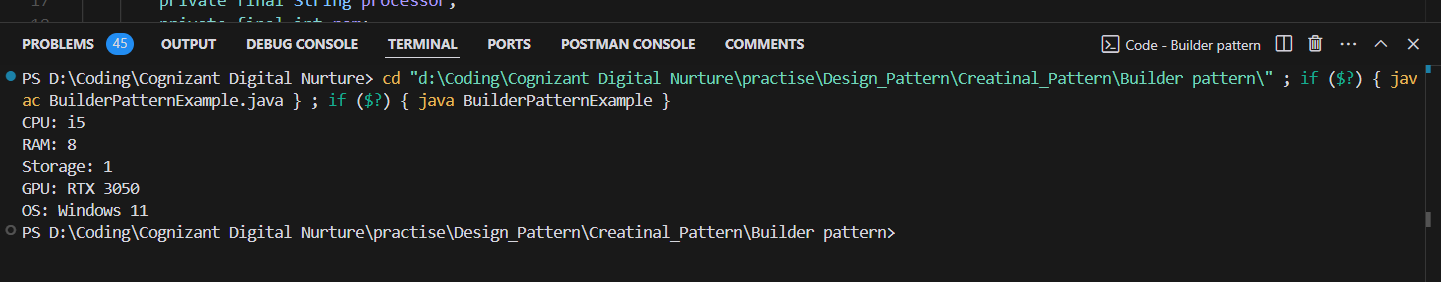 17 private final String processor;
18 private final int ram;
PROBLEMS 45 OUTPUT DEBUG CONSOLE TERMINAL PORTS POSTMAN CONSOLE COMMENTS Code - Builder pattern
PS D:\Coding\Cognizant Digital Nurture> cd "d:\Coding\Cognizant Digital Nurture\practise\Design_Pattern\Creatinal_Pattern\Builder pattern\" ; if ($?) { jav
ac BuilderPatternExample.java } ; if ($?) { java BuilderPatternExample }
CPU: i5
RAM: 8
Storage: 1
GPU: RTX 3050
OS: Windows 11
PS D:\Coding\Cognizant Digital Nurture\practise\Design_Pattern\Creatinal_Pattern\Builder pattern>